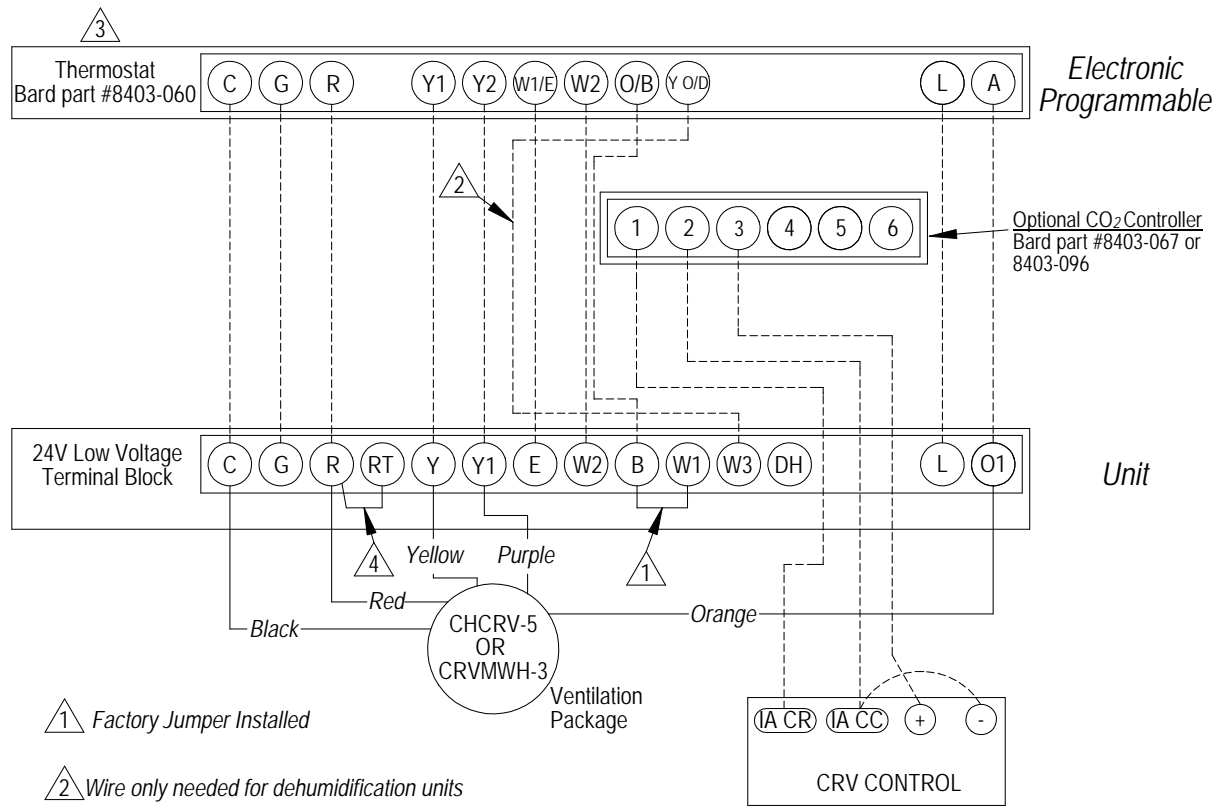 3
Thermostat
Bard part #8403-060
C G R Y1 Y2 W1/E W2 O/B Y O/D L A
Electronic
Programmable
2
1 2 3 4 5 6
Optional CO2 Controller
Bard part #8403-067 or
8403-096
24V Low Voltage
Terminal Block
C G R RT Y Y1 E W2 B W1 W3 DH L O1
Unit
4
Yellow
Purple
1
Red
Black
Orange
CHCRV-5
OR
CRVMWH-3
Ventilation
Package
IA CR IA CC + -
CRV CONTROL
1 Factory Jumper Installed
2 Wire only needed for dehumidification units